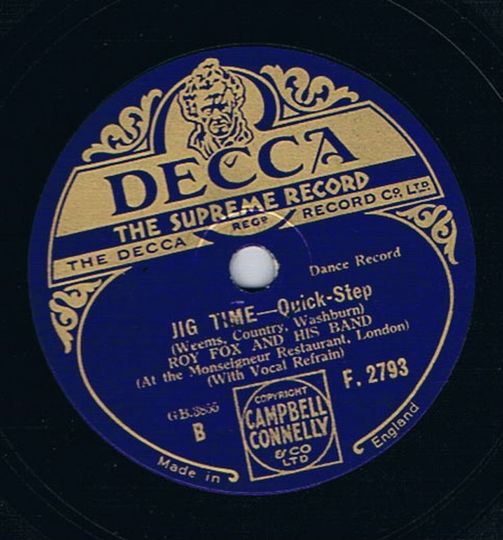 DECCA
THE SUPREME RECORD
THE DECCA REGD RECORD CO. LTD.
Dance Record
JIG TIME—Quick-Step
(Weems, Country, Washburn)
ROY FOX AND HIS BAND
(At the Monseigneur Restaurant, London)
(With Vocal Refrain)
F. 2793
B
COPYRIGHT
CAMPBELL
CONNELLY
& CO
LTD
Made in England